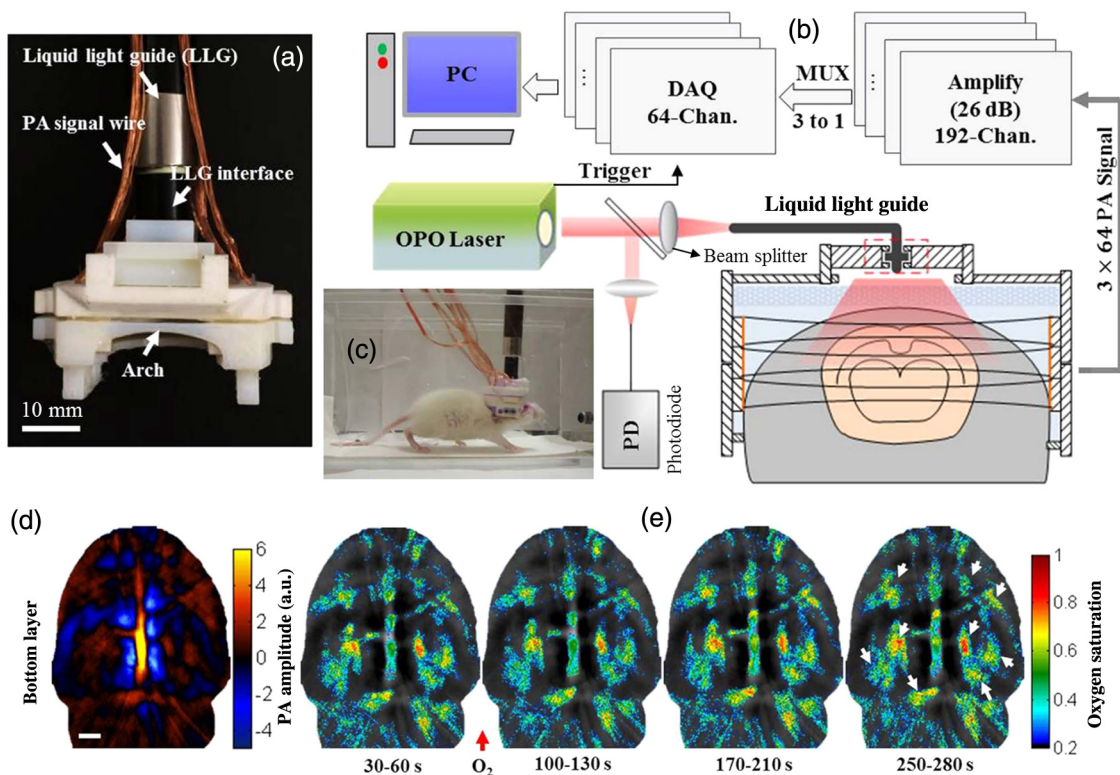 (a)
Liquid light guide (LLG)
PA signal wire
LLG interface
Arch
10 mm
(b)
PC
DAQ
64-Chan.
MUX
3 to 1
Amplify
(26 dB)
192-Chan.
Trigger
OPO Laser
Liquid light guide
Beam splitter
3 × 64 PA Signal
(c)
PD
Photodiode
(d)
Bottom layer
6
4
2
0
-2
-4
PA amplitude (a.u.)
(e)
30-60 s
O2
100-130 s
170-210 s
250-280 s
1
0.8
0.6
0.4
0.2
Oxygen saturation